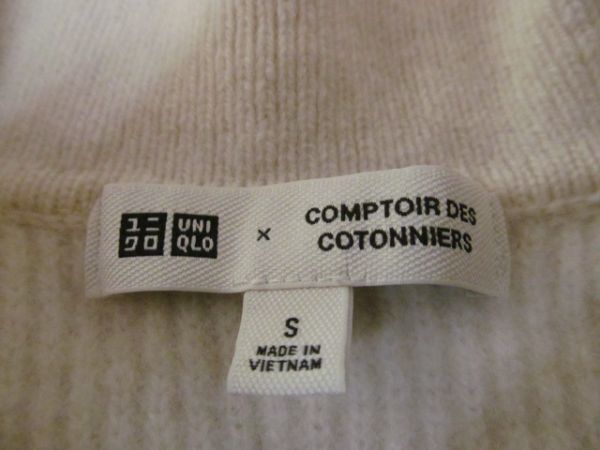 ユニ UNI
クロ QLO
×
COMPTOIR DES
COTONNIERS
S
MADE IN
VIETNAM